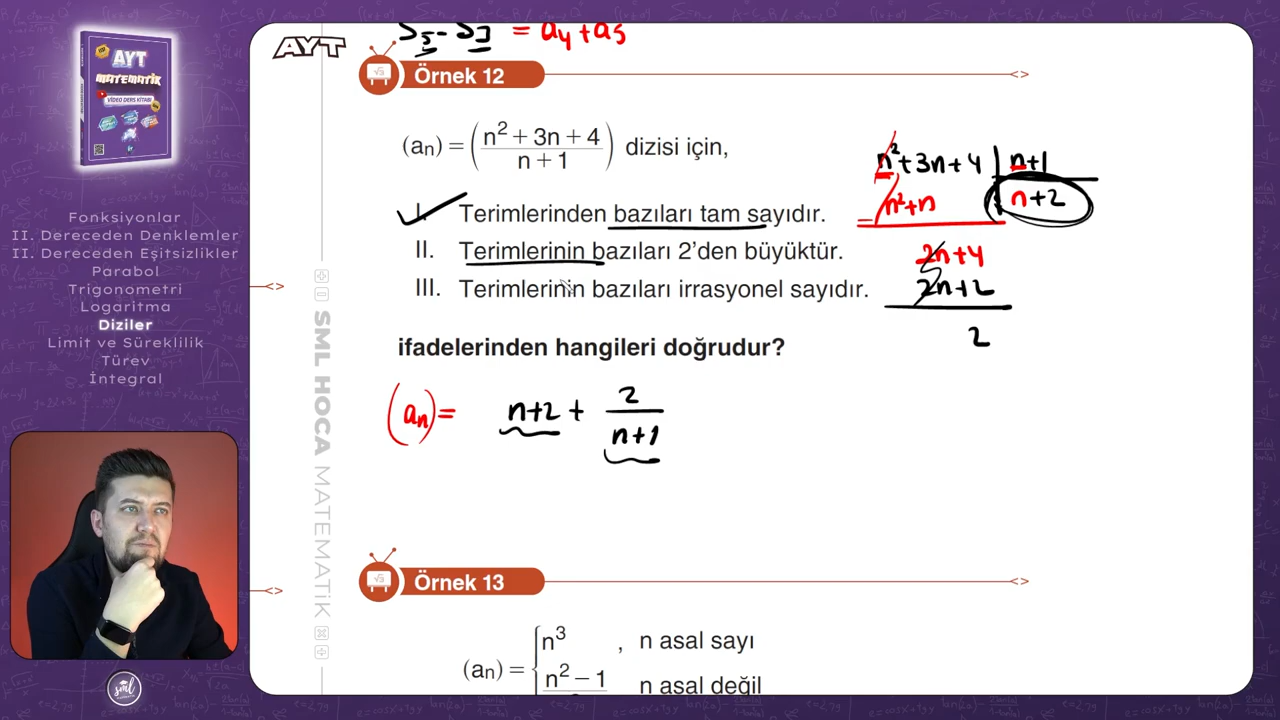 S5 - S3 = a4 + a5
AYT
Örnek 12
(an) = ( n² + 3n + 4 / n + 1 ) dizisi için,
I. Terimlerinden bazıları tam sayıdır.
II. Terimlerinin bazıları 2'den büyüktür.
III. Terimlerinin bazıları irrasyonel sayıdır.
ifadelerinden hangileri doğrudur?
n² + 3n + 4 | n + 1
n² + n | n + 2
2n + 4
2n + 2
2
(an) = n + 2 + 2 / n + 1
Örnek 13
(an) = { n³ , n asal sayı
n² − 1 n asal değil
AYT
MATEMATİK
VİDEO DERS KİTABI
Fonksiyonlar
II. Dereceden Denklemler
II. Dereceden Eşitsizlikler
Parabol
Trigonometri
Logaritma
Diziler
Limit ve Süreklilik
Türev
İntegral
SML HOCA MATEMATİK
sml